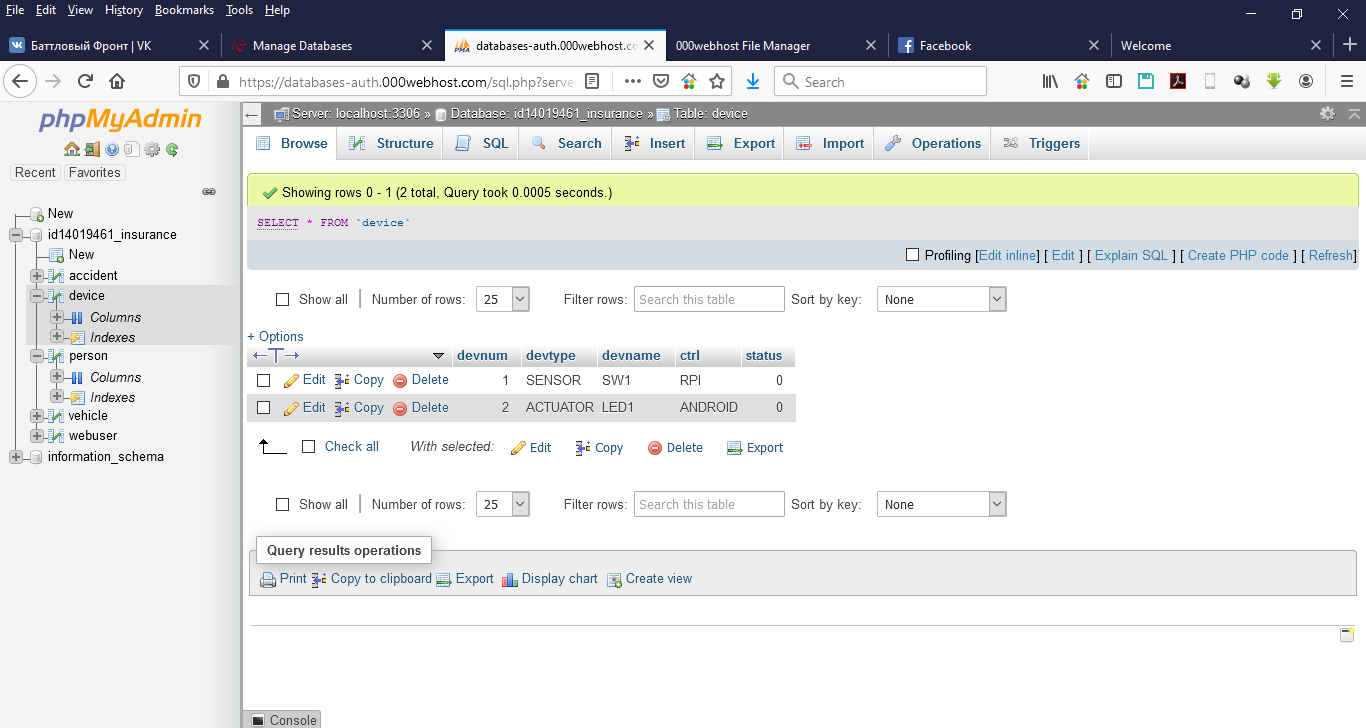 File Edit View History Bookmarks Tools Help
Баттловый Фронт | VK Manage Databases databases-auth.000webhost.co 000webhost File Manager Facebook Welcome
https://databases-auth.000webhost.com/sql.php?serve Search
phpMyAdmin
Recent Favorites
New
id14019461_insurance
New
accident
device
Columns
Indexes
person
Columns
Indexes
vehicle
webuser
information_schema
Server: localhost:3306 » Database: id14019461_insurance » Table: device
Browse Structure SQL Search Insert Export Import Operations Triggers
Showing rows 0 - 1 (2 total, Query took 0.0005 seconds.)
SELECT * FROM `device`
Profiling [Edit inline] [ Edit ] [ Explain SQL ] [ Create PHP code ] [ Refresh]
Show all | Number of rows: 25 Filter rows: Search this table Sort by key: None
+ Options
←T→ devnum devtype devname ctrl status
Edit Copy Delete 1 SENSOR SW1 RPI 0
Edit Copy Delete 2 ACTUATOR LED1 ANDROID 0
Check all With selected: Edit Copy Delete Export
Show all | Number of rows: 25 Filter rows: Search this table Sort by key: None
Query results operations
Print Copy to clipboard Export Display chart Create view
Console